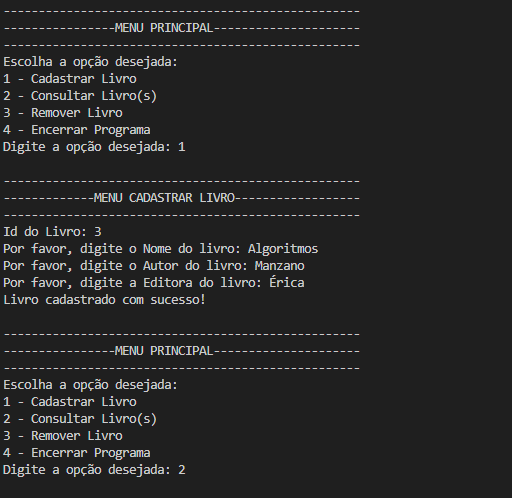 ---------------------------------------------------
----------------MENU PRINCIPAL---------------------
---------------------------------------------------
Escolha a opção desejada:
1 - Cadastrar Livro
2 - Consultar Livro(s)
3 - Remover Livro
4 - Encerrar Programa
Digite a opção desejada: 1
---------------------------------------------------
-------------MENU CADASTRAR LIVRO------------------
---------------------------------------------------
Id do Livro: 3
Por favor, digite o Nome do livro: Algoritmos
Por favor, digite o Autor do livro: Manzano
Por favor, digite a Editora do livro: Érica
Livro cadastrado com sucesso!
---------------------------------------------------
----------------MENU PRINCIPAL---------------------
---------------------------------------------------
Escolha a opção desejada:
1 - Cadastrar Livro
2 - Consultar Livro(s)
3 - Remover Livro
4 - Encerrar Programa
Digite a opção desejada: 2